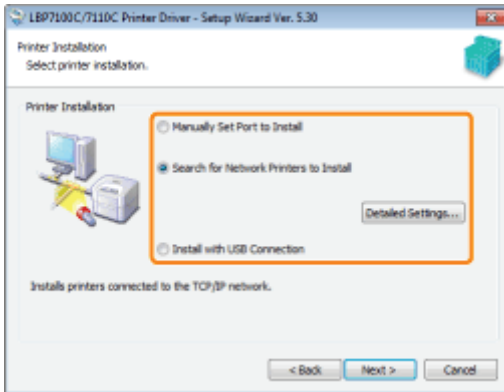 LBP7100C/7110C Printer Driver - Setup Wizard Ver. 5.30
Printer Installation
Select printer installation.
Printer Installation
Manually Set Port to Install
Search for Network Printers to Install
Detailed Settings...
Install with USB Connection
Installs printers connected to the TCP/IP network.
< Back Next > Cancel